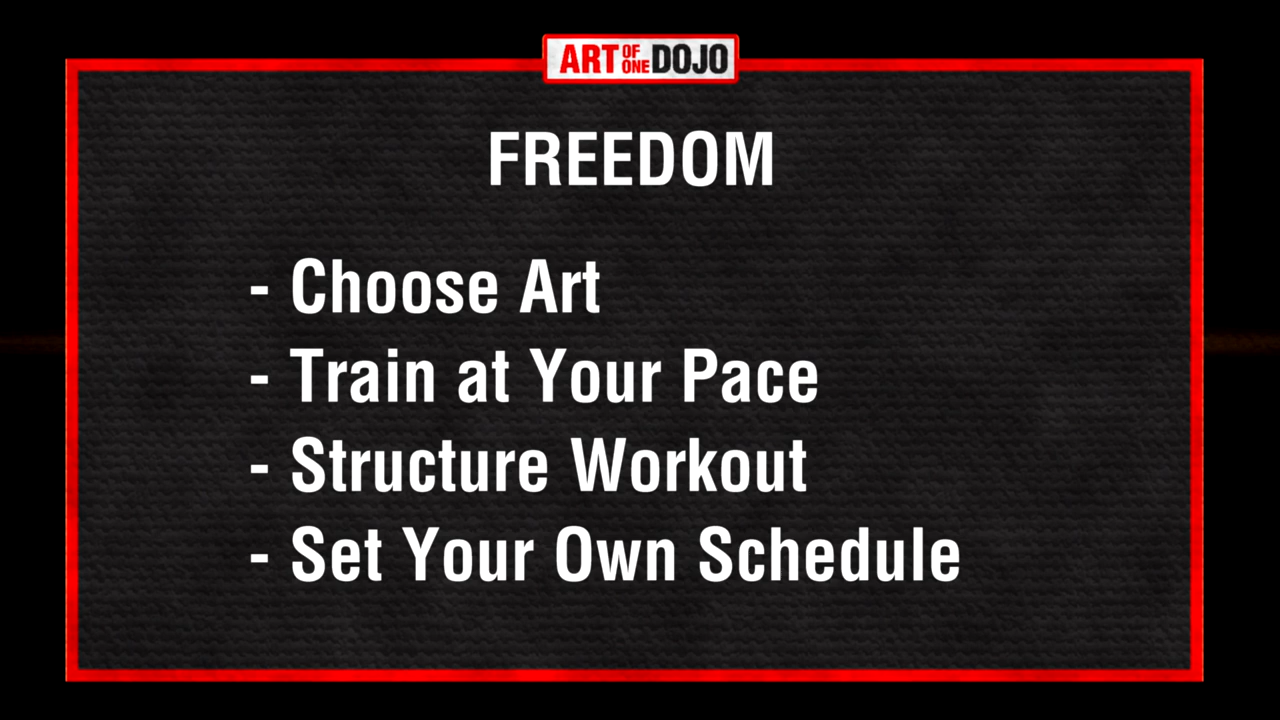 ART OF ONE DOJO
FREEDOM
- Choose Art
- Train at Your Pace
- Structure Workout
- Set Your Own Schedule